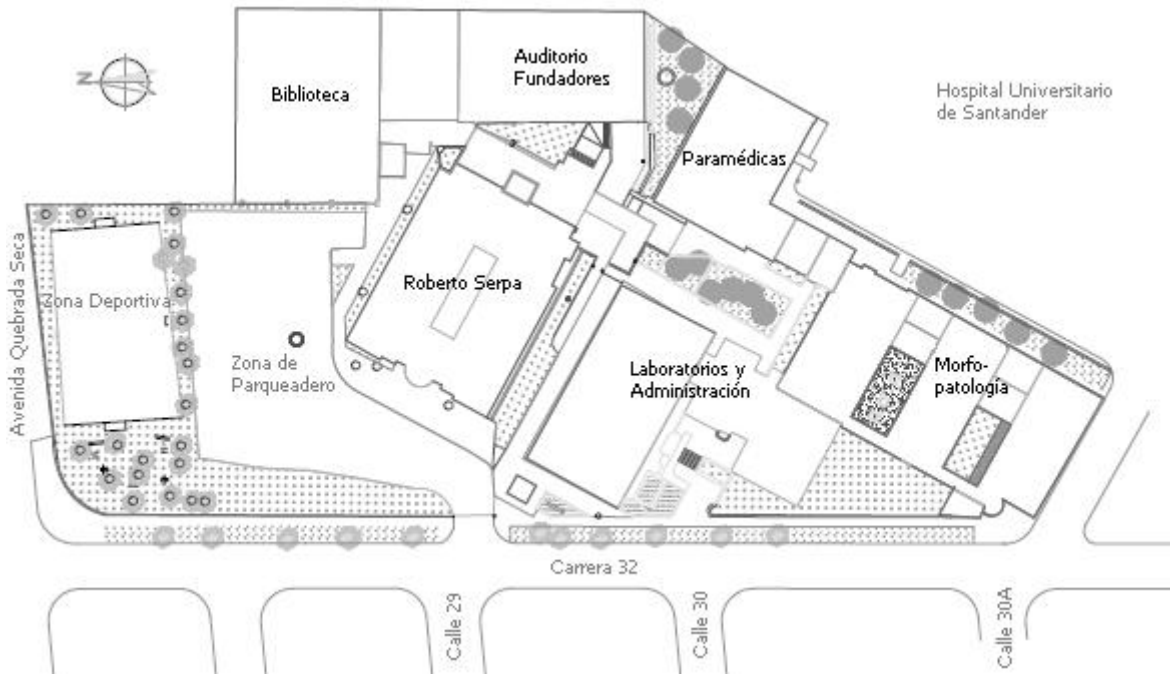 Auditorio
Fundadores
Biblioteca
N
Hospital Universitario
de Santander
Paramédicas
Avenida Quebrada Seca
Zona Deportiva
Roberto Serpa
Zona de
Parqueadero
Laboratorios y
Administración
Morfo-
patología
Carrera 32
Calle 29
Calle 30
Calle 30A